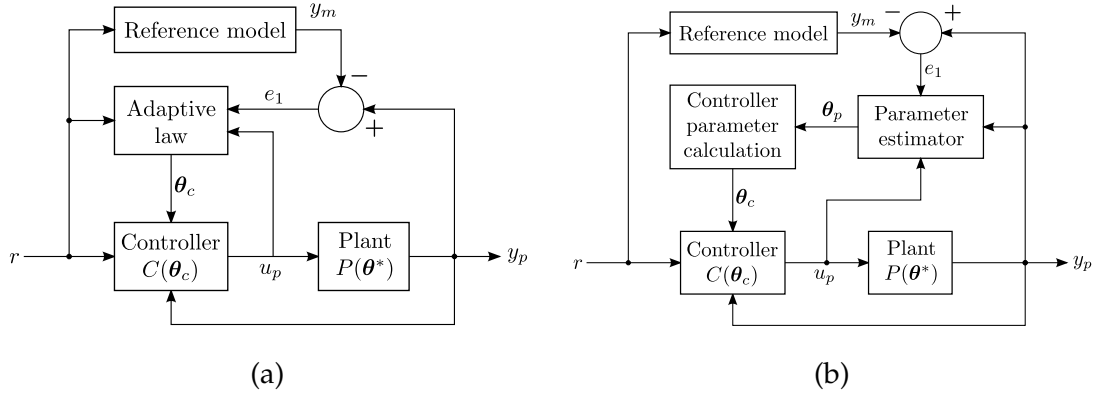 Reference model
y_m
−
Adaptive
law
e_1
+
θ_c
r
Controller
C(θ_c)
u_p
Plant
P(θ*)
y_p
(a)
Reference model
y_m
−
+
e_1
Controller
parameter
calculation
θ_p
Parameter
estimator
θ_c
r
Controller
C(θ_c)
u_p
Plant
P(θ*)
y_p
(b)